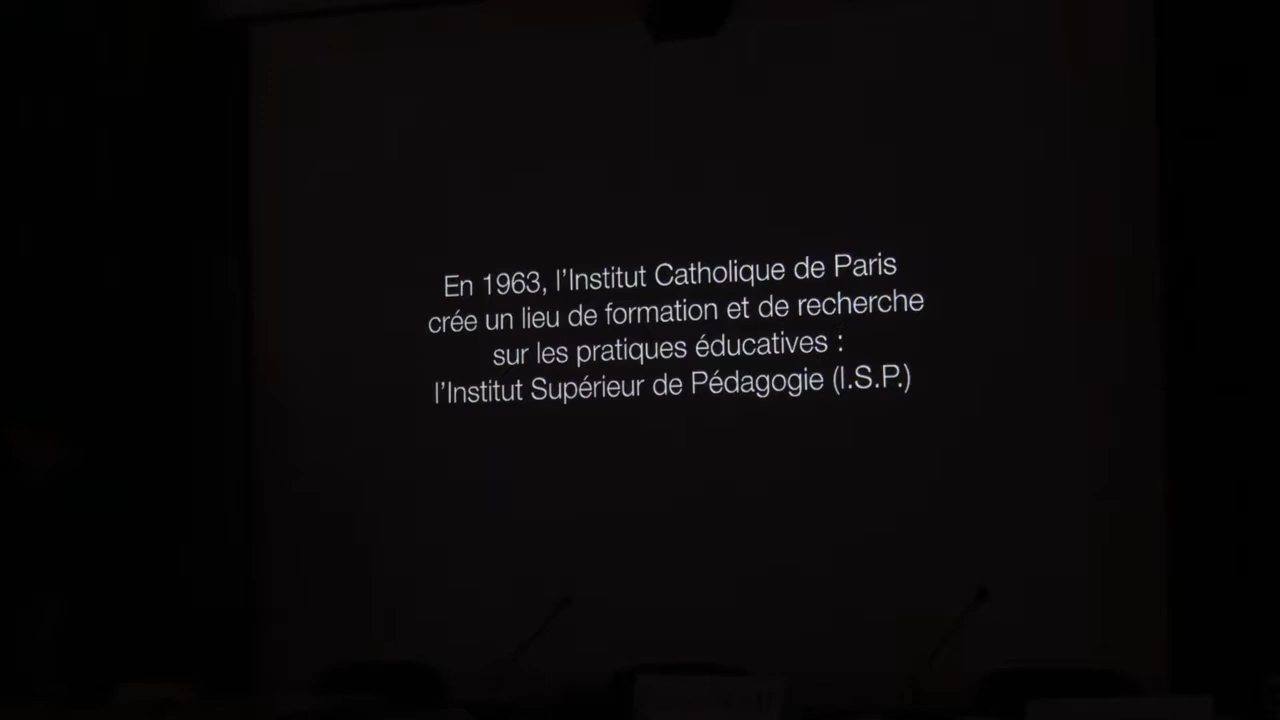 En 1963, l'Institut Catholique de Paris
crée un lieu de formation et de recherche
sur les pratiques éducatives :
l'Institut Supérieur de Pédagogie (I.S.P.)